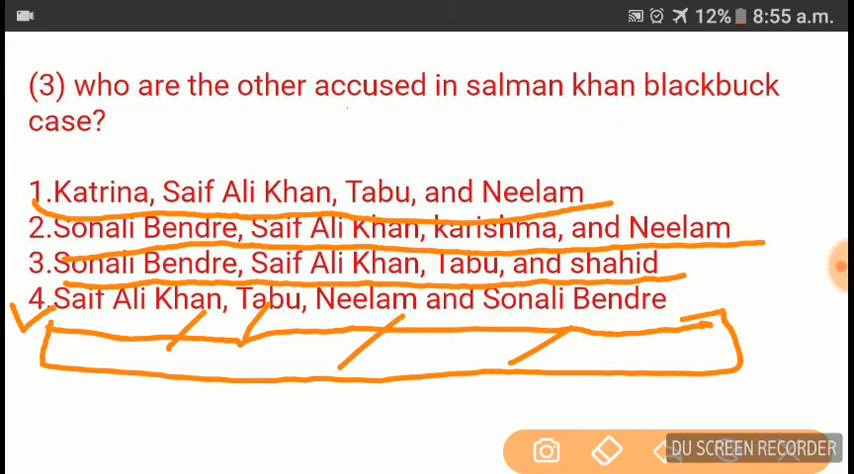 12% 8:55 a.m.
(3) who are the other accused in salman khan blackbuck
case?
1.Katrina, Saif Ali Khan, Tabu, and Neelam
2.Sonali Bendre, Saif Ali Khan, karishma, and Neelam
3.Sonali Bendre, Saif Ali Khan, Tabu, and shahid
4.Saif Ali Khan, Tabu, Neelam and Sonali Bendre
DU SCREEN RECORDER